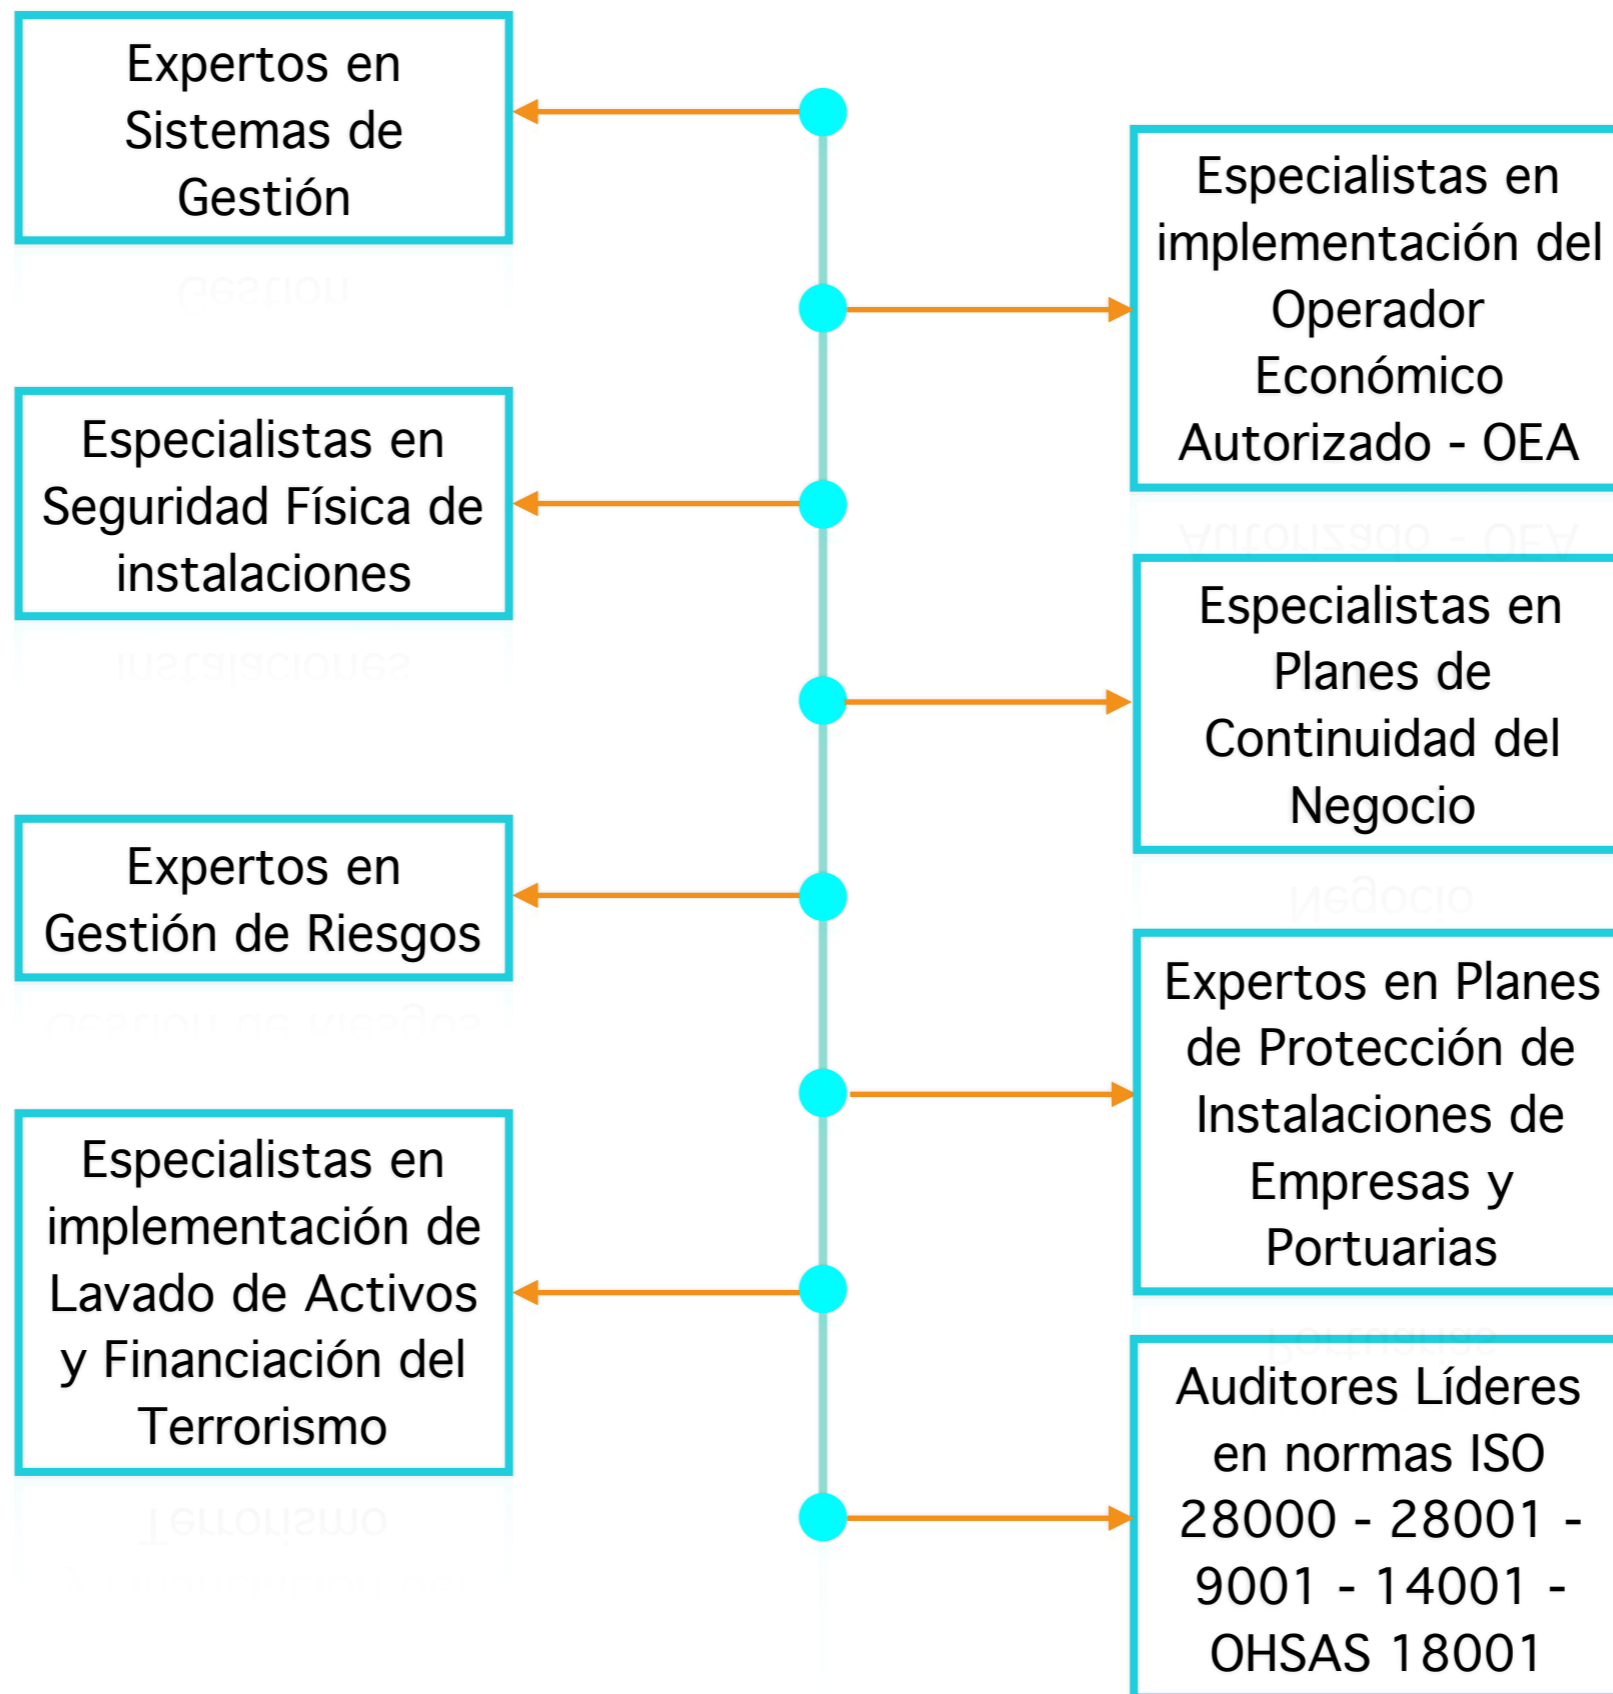 Expertos en
Sistemas de
Gestión
Especialistas en
implementación del
Operador
Económico
Autorizado - OEA
Especialistas en
Seguridad Física de
instalaciones
Especialistas en
Planes de
Continuidad del
Negocio
Expertos en
Gestión de Riesgos
Expertos en Planes
de Protección de
Instalaciones de
Empresas y
Portuarias
Especialistas en
implementación de
Lavado de Activos
y Financiación del
Terrorismo
Auditores Líderes
en normas ISO
28000 - 28001 -
9001 - 14001 -
OHSAS 18001